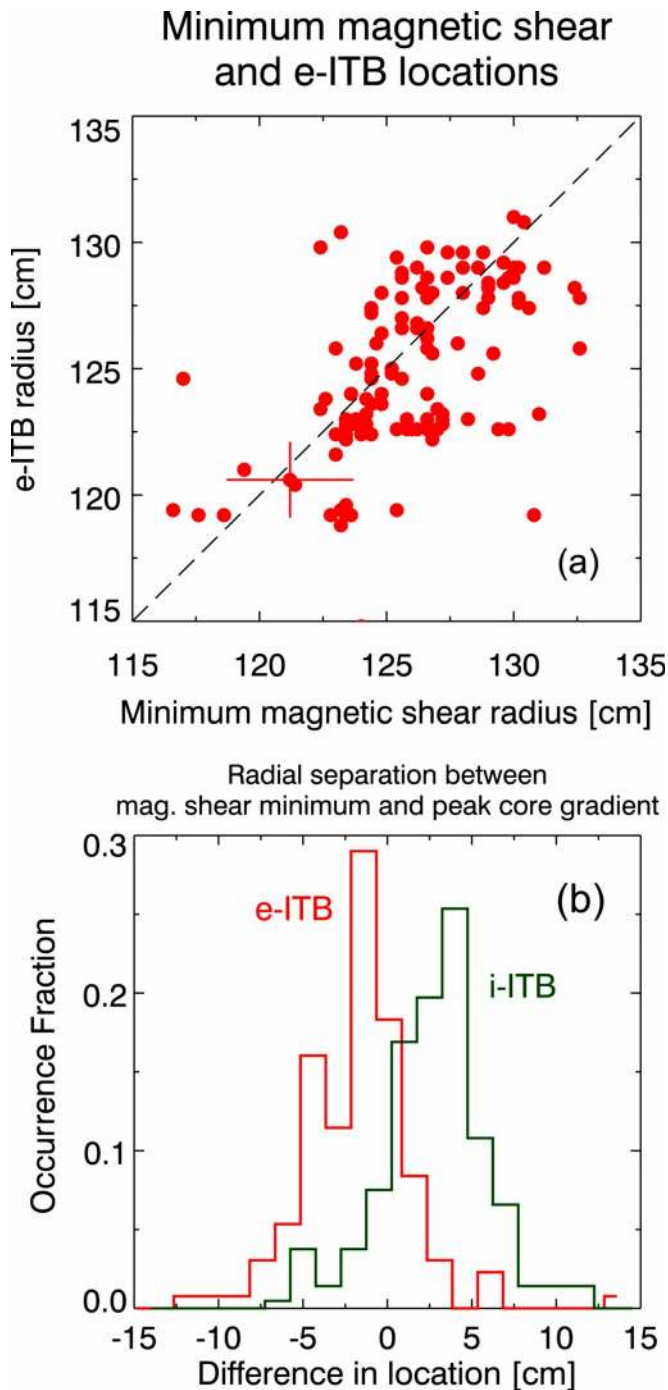 Minimum magnetic shear
and e-ITB locations
135
130
125
120
115
e-ITB radius [cm]
(a)
115 120 125 130 135
Minimum magnetic shear radius [cm]
Radial separation between
mag. shear minimum and peak core gradient
0.3
0.2
0.1
0.0
Occurrence Fraction
e-ITB
(b)
i-ITB
-15 -10 -5 0 5 10 15
Difference in location [cm]